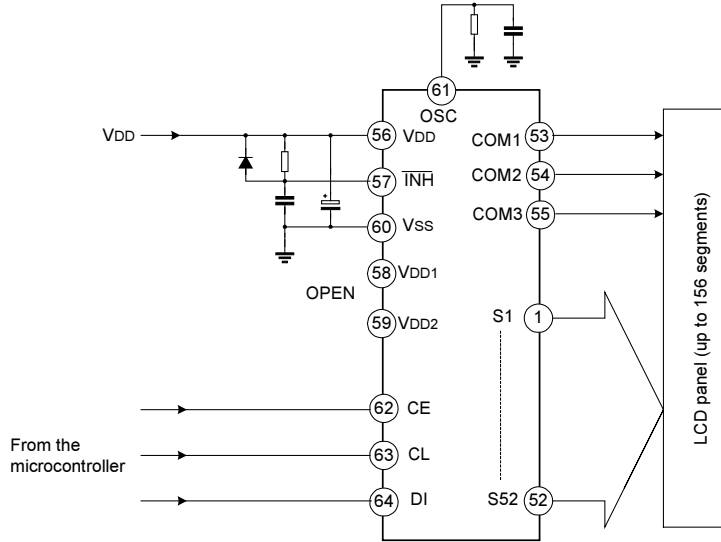 61
OSC
VDD
56
VDD
57
INH
60
VSS
58
VDD1
OPEN
59
VDD2
62
CE
From the
microcontroller
63
CL
64
DI
COM1
53
COM2
54
COM3
55
S1
1
S52
52
LCD panel (up to 156 segments)